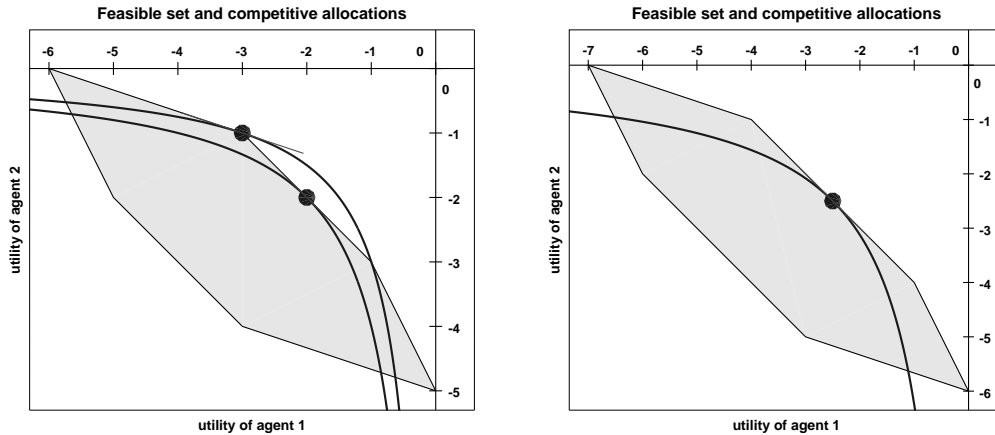 Feasible set and competitive allocations
-6 -5 -4 -3 -2 -1 0
0
-1
-2
-3
-4
-5
utility of agent 2
utility of agent 1
Feasible set and competitive allocations
-7 -6 -5 -4 -3 -2 -1 0
0
-1
-2
-3
-4
-5
-6
utility of agent 2
utility of agent 1